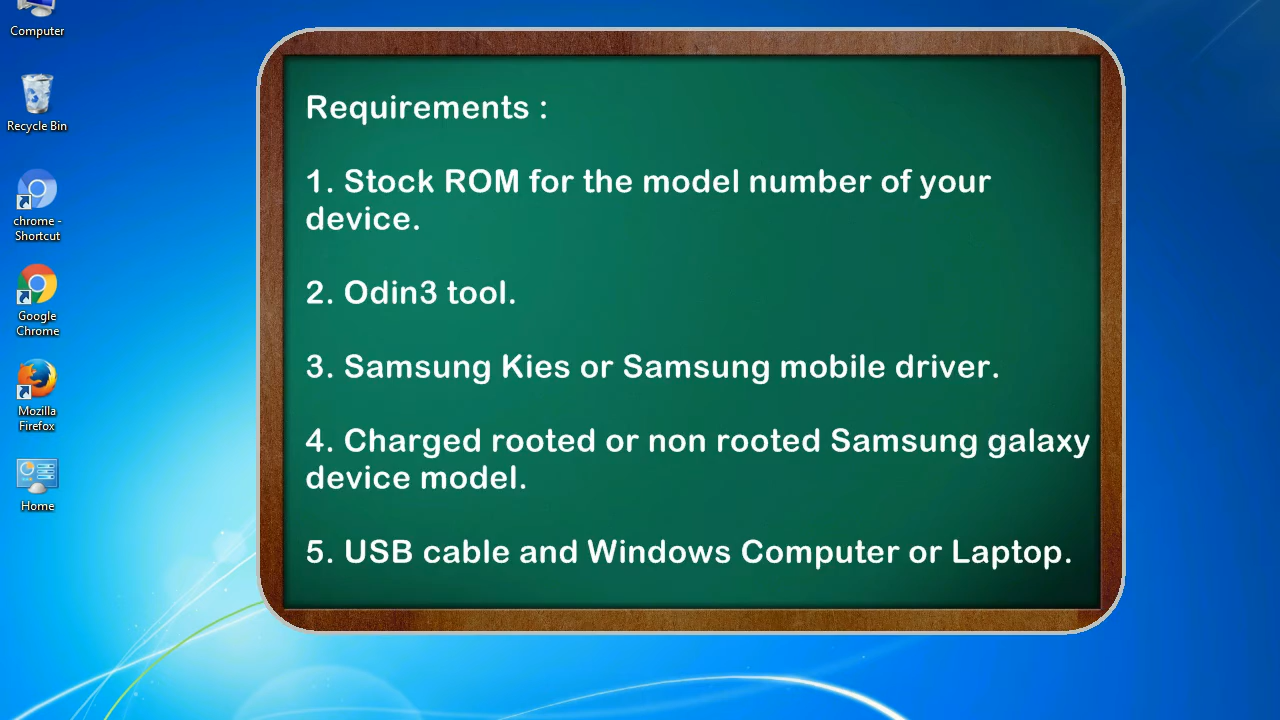 Computer
Recycle Bin
chrome -
Shortcut
Google
Chrome
Mozilla
Firefox
Home
Requirements :
1. Stock ROM for the model number of your
device.
2. Odin3 tool.
3. Samsung Kies or Samsung mobile driver.
4. Charged rooted or non rooted Samsung galaxy
device model.
5. USB cable and Windows Computer or Laptop.